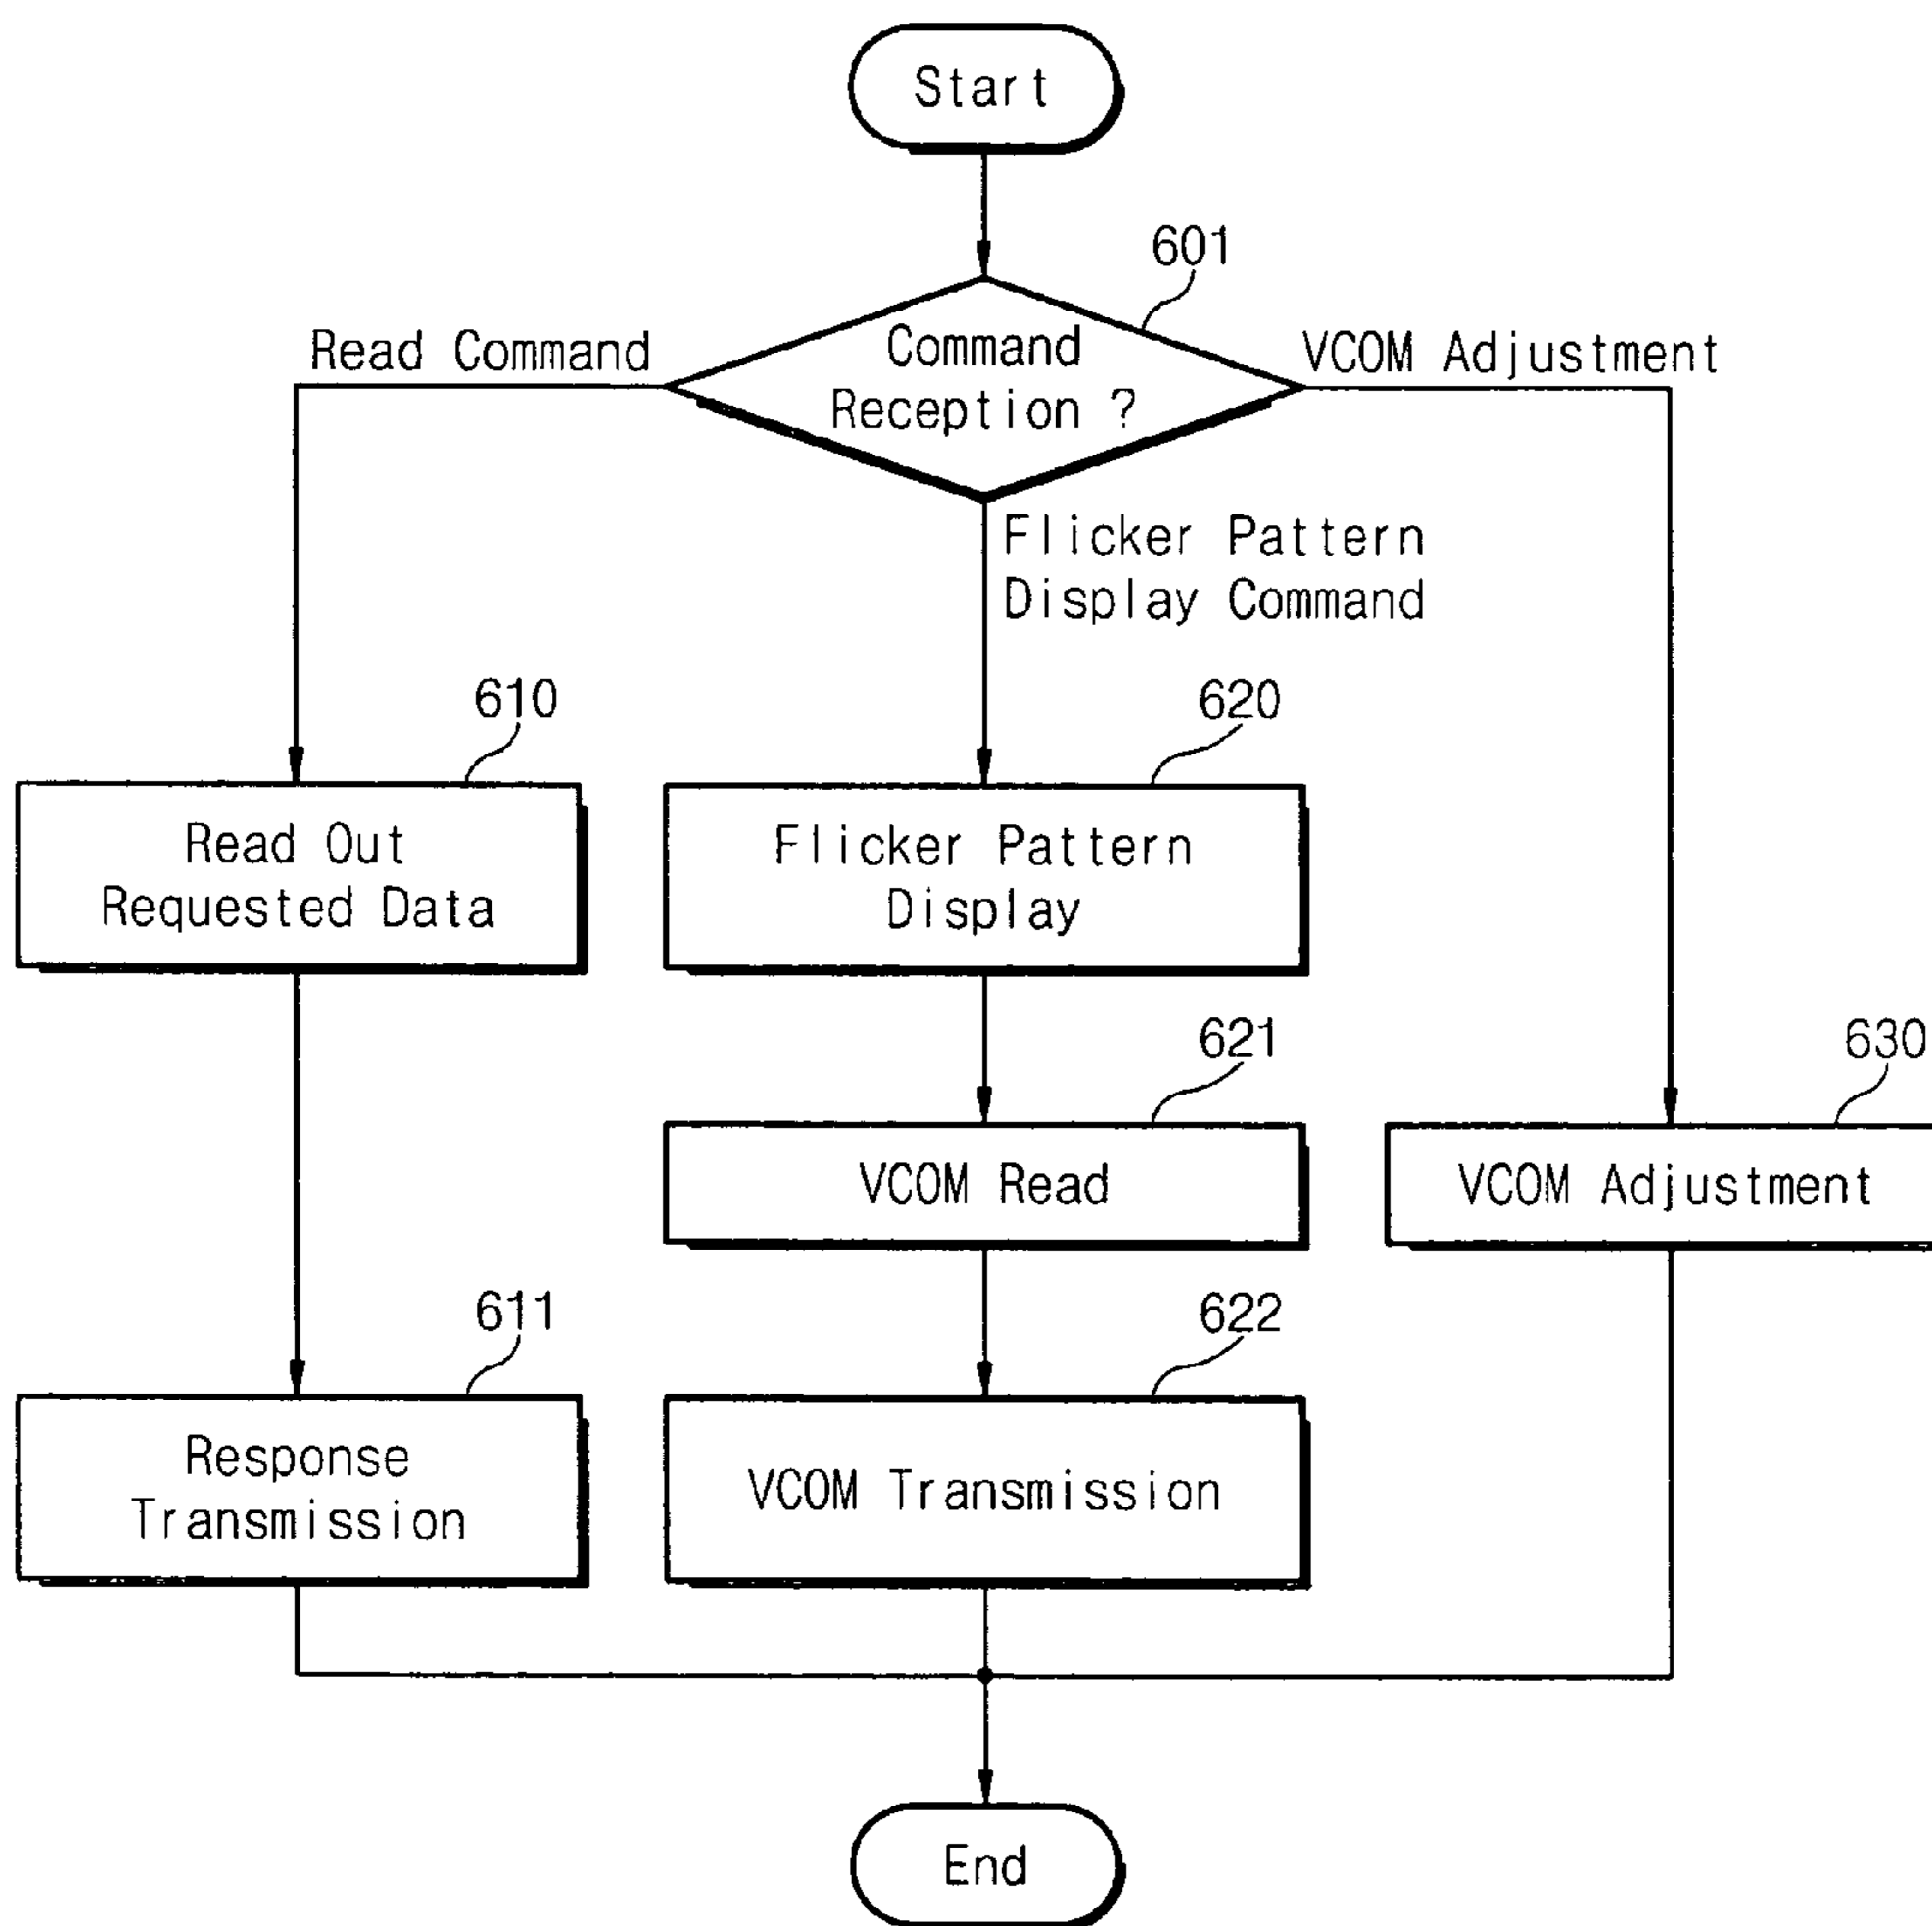 Start
601
Read Command
Command
Reception ?
VCOM Adjustment
Flicker Pattern
Display Command
610
620
Read Out
Requested Data
Flicker Pattern
Display
621
630
VCOM Read
VCOM Adjustment
611
622
Response
Transmission
VCOM Transmission
End